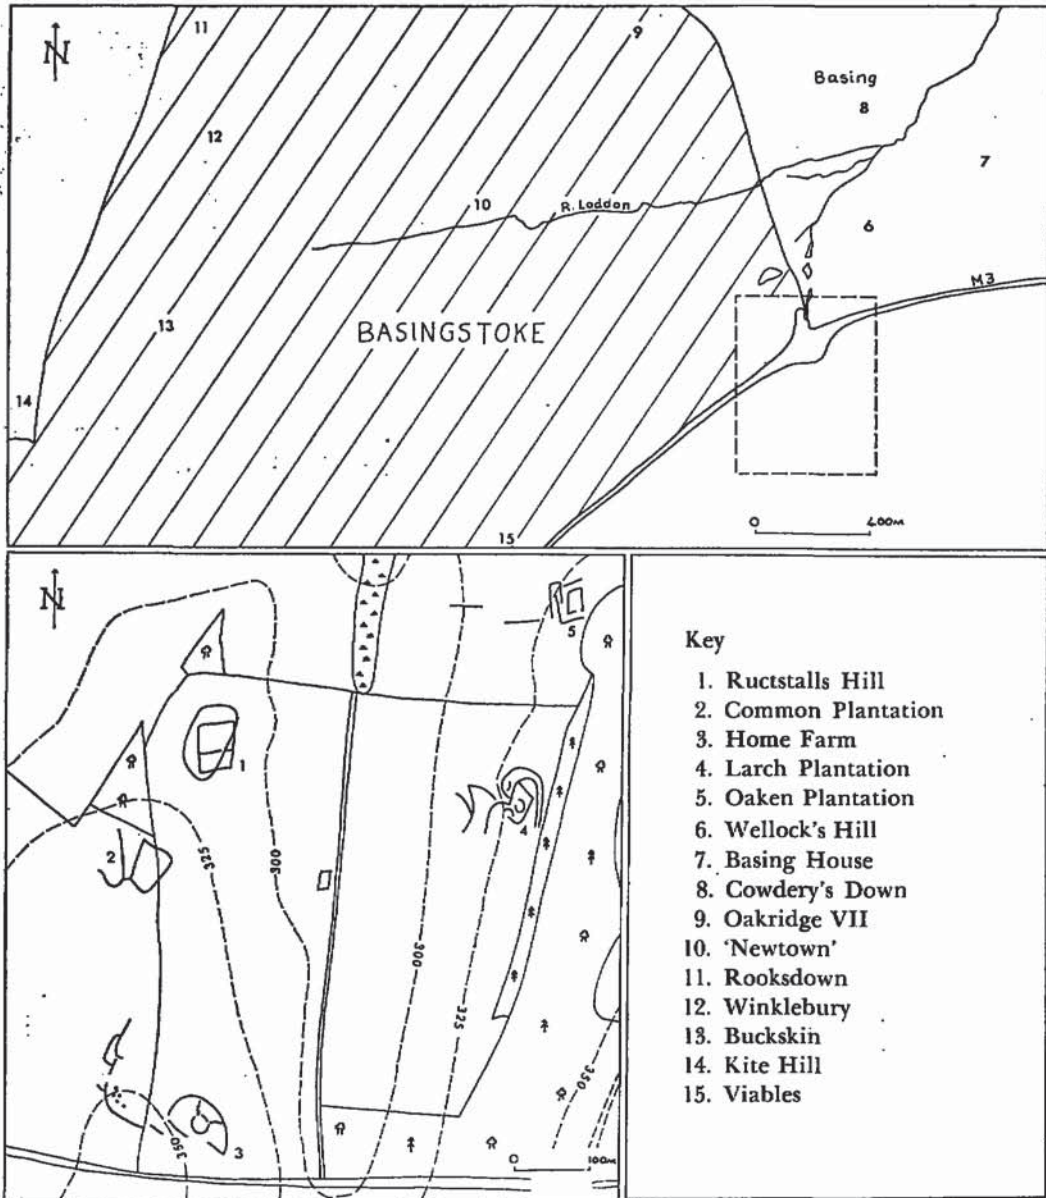 N
11
9
Basing
8
12
7
10
R. Loddon
6
M3
13
BASINGSTOKE
14
15
0 400m
N
5
1
4
2
325
300
300
325
350
350
3
0 100m
Key
1. Ructstalls Hill
2. Common Plantation
3. Home Farm
4. Larch Plantation
5. Oaken Plantation
6. Wellock's Hill
7. Basing House
8. Cowdery's Down
9. Oakridge VII
10. 'Newtown'
11. Rooksdown
12. Winklebury
13. Buckskin
14. Kite Hill
15. Viables